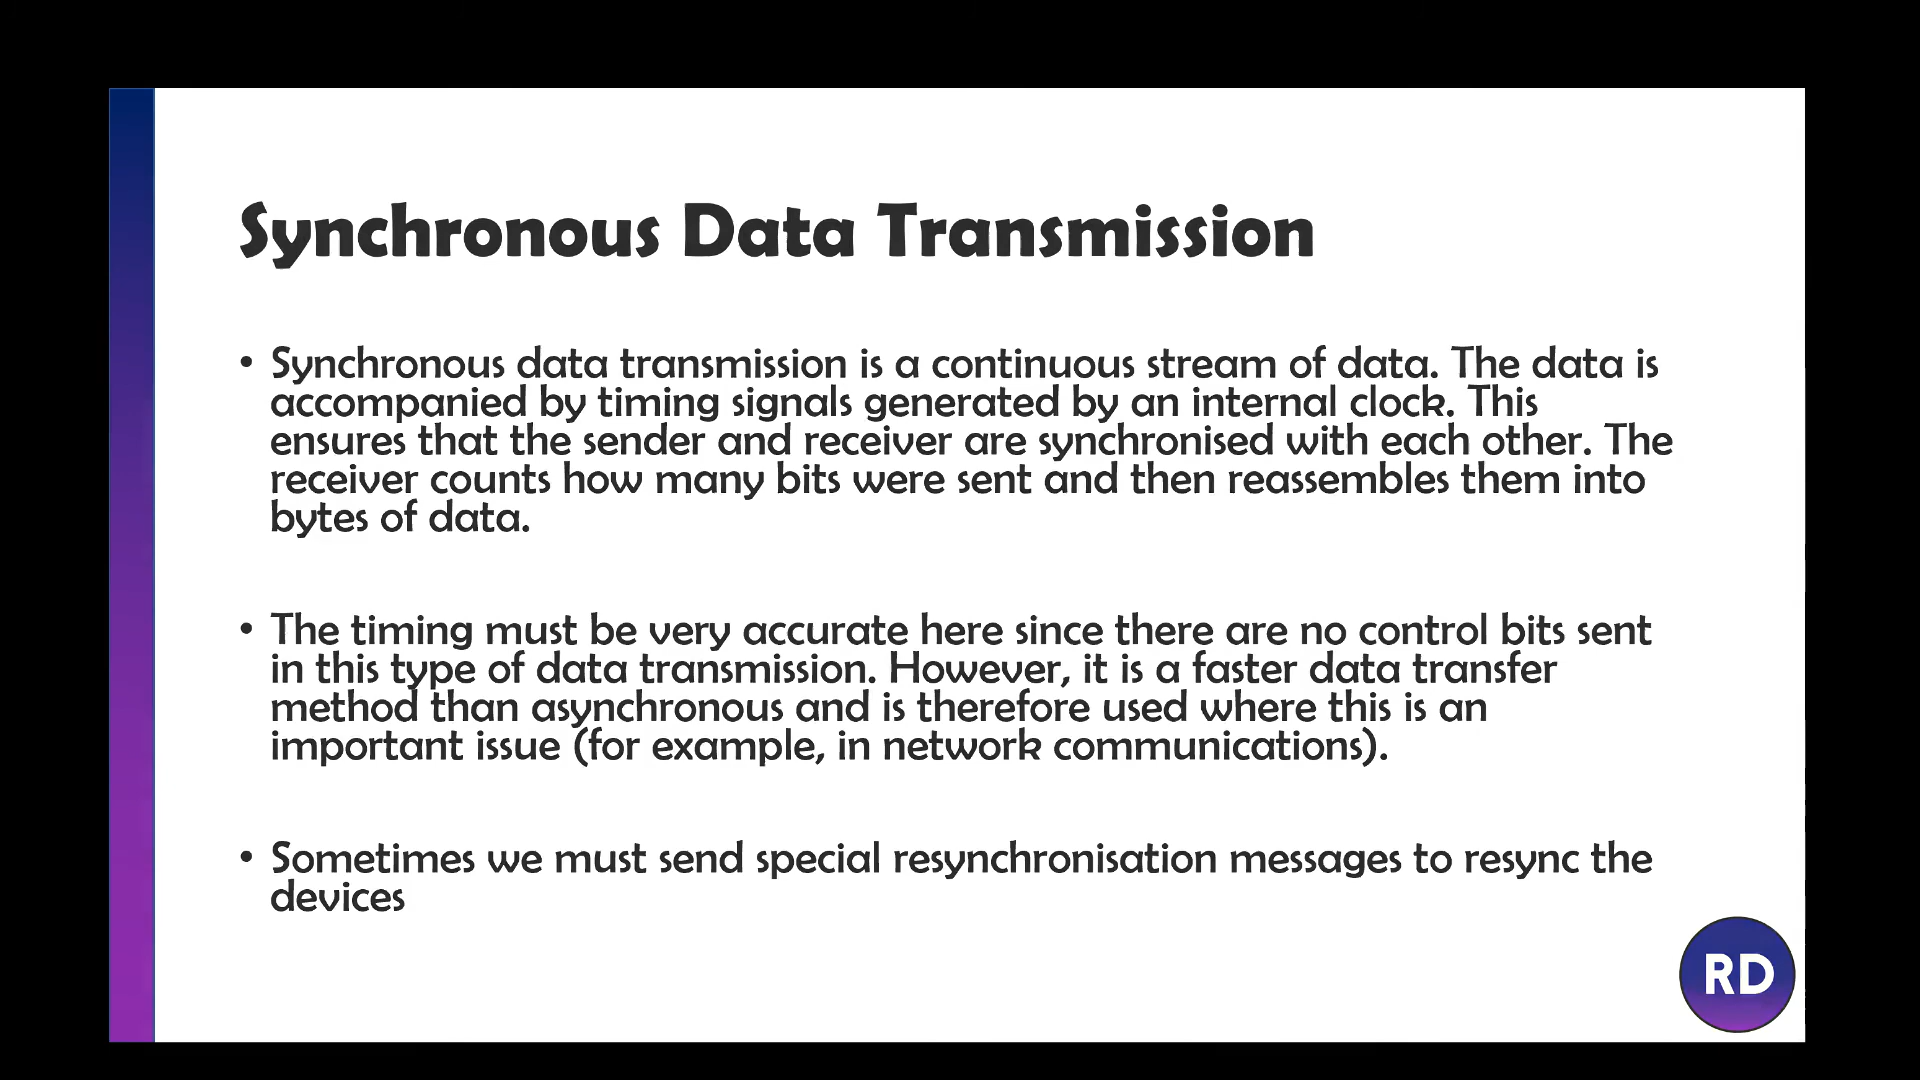 Synchronous Data Transmission
• Synchronous data transmission is a continuous stream of data. The data is
accompanied by timing signals generated by an internal clock. This
ensures that the sender and receiver are synchronised with each other. The
receiver counts how many bits were sent and then reassembles them into
bytes of data.
• The timing must be very accurate here since there are no control bits sent
in this type of data transmission. However, it is a faster data transfer
method than asynchronous and is therefore used where this is an
important issue (for example, in network communications).
• Sometimes we must send special resynchronisation messages to resync the
devices
RD